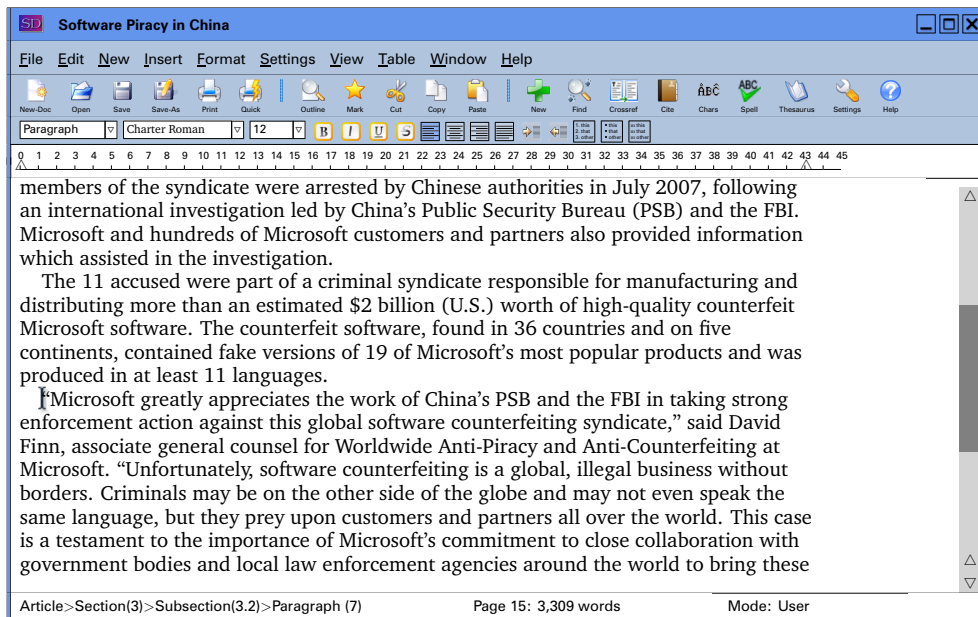 SD Software Piracy in China
File Edit New Insert Format Settings View Table Window Help
New-Doc Open Save Save-As Print Quick Outline Mark Cut Copy Paste New Find Crossref Cite Chars Spell Thesaurus Settings Help
ÂBĈ ABC
Paragraph Charter Roman 12 B I U S 1. this 2. that 3. other • this • that • other
0 1 2 3 4 5 6 7 8 9 10 11 12 13 14 15 16 17 18 19 20 21 22 23 24 25 26 27 28 29 30 31 32 33 34 35 36 37 38 39 40 41 42 43 44 45
members of the syndicate were arrested by Chinese authorities in July 2007, following
an international investigation led by China’s Public Security Bureau (PSB) and the FBI.
Microsoft and hundreds of Microsoft customers and partners also provided information
which assisted in the investigation.
The 11 accused were part of a criminal syndicate responsible for manufacturing and
distributing more than an estimated $2 billion (U.S.) worth of high-quality counterfeit
Microsoft software. The counterfeit software, found in 36 countries and on five
continents, contained fake versions of 19 of Microsoft’s most popular products and was
produced in at least 11 languages.
“Microsoft greatly appreciates the work of China’s PSB and the FBI in taking strong
enforcement action against this global software counterfeiting syndicate,” said David
Finn, associate general counsel for Worldwide Anti-Piracy and Anti-Counterfeiting at
Microsoft. “Unfortunately, software counterfeiting is a global, illegal business without
borders. Criminals may be on the other side of the globe and may not even speak the
same language, but they prey upon customers and partners all over the world. This case
is a testament to the importance of Microsoft’s commitment to close collaboration with
government bodies and local law enforcement agencies around the world to bring these
Article>Section(3)>Subsection(3.2)>Paragraph (7) Page 15: 3,309 words Mode: User